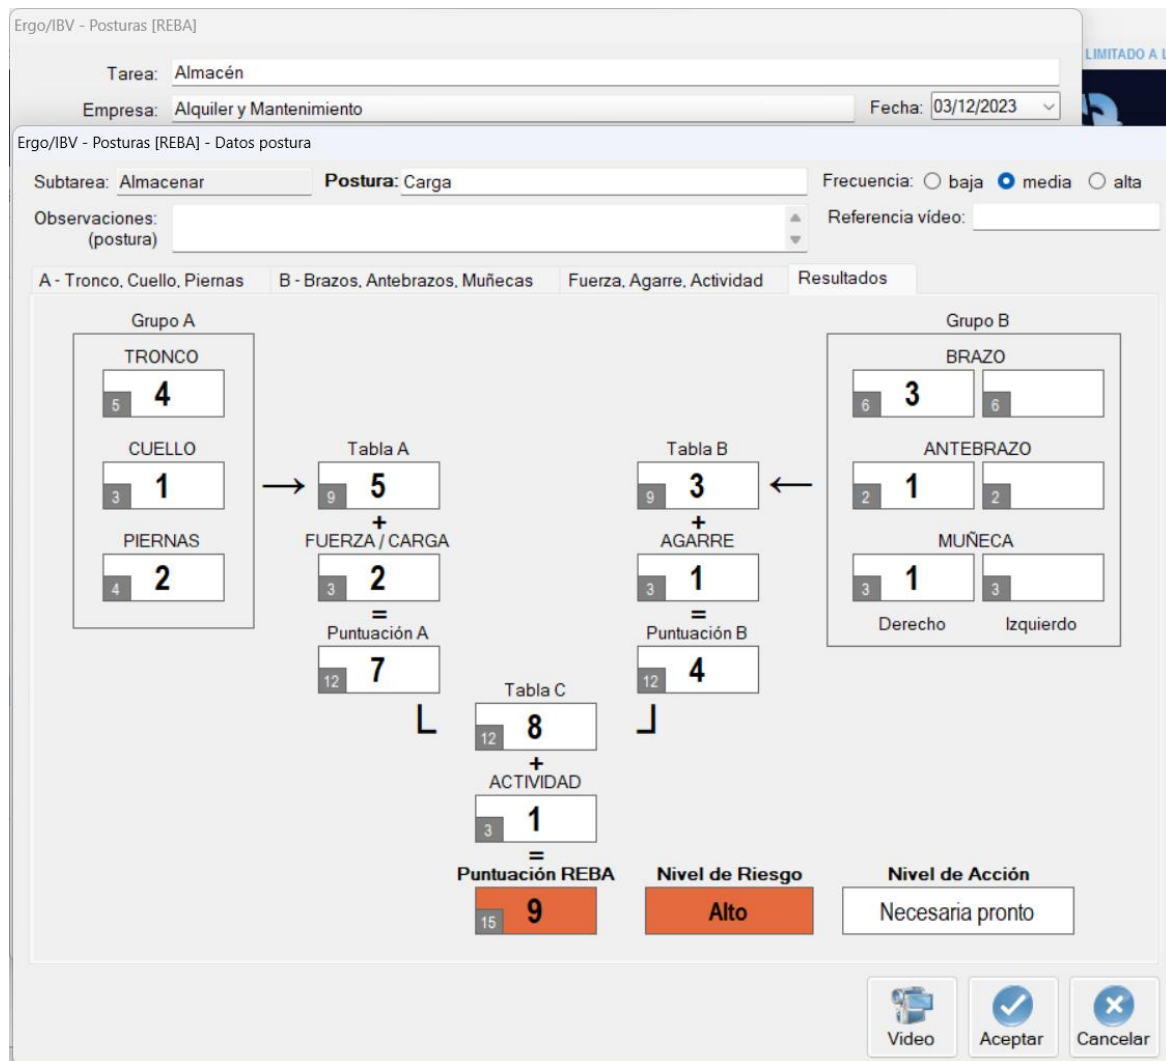 Ergo/IBV - Posturas [REBA]
LIMITADO A L
Tarea: Almacén
Empresa: Alquiler y Mantenimiento Fecha: 03/12/2023
Ergo/IBV - Posturas [REBA] - Datos postura
Subtarea: Almacenar Postura: Carga Frecuencia: baja media alta
Observaciones: Referencia vídeo:
(postura)
A - Tronco, Cuello, Piernas B - Brazos, Antebrazos, Muñecas Fuerza, Agarre, Actividad Resultados
Grupo A Grupo B
TRONCO BRAZO
5 4 6 3 6
CUELLO Tabla A Tabla B ANTEBRAZO
3 1 → 9 5 9 3 ← 2 1 2
+ +
PIERNAS FUERZA / CARGA AGARRE MUÑECA
4 2 3 2 3 1 3 1 3
= =
Puntuación A Puntuación B Derecho Izquierdo
12 7 12 4
Tabla C
12 8
+
ACTIVIDAD
3 1
=
Puntuación REBA Nivel de Riesgo Nivel de Acción
15 9 Alto Necesaria pronto
Video Aceptar Cancelar